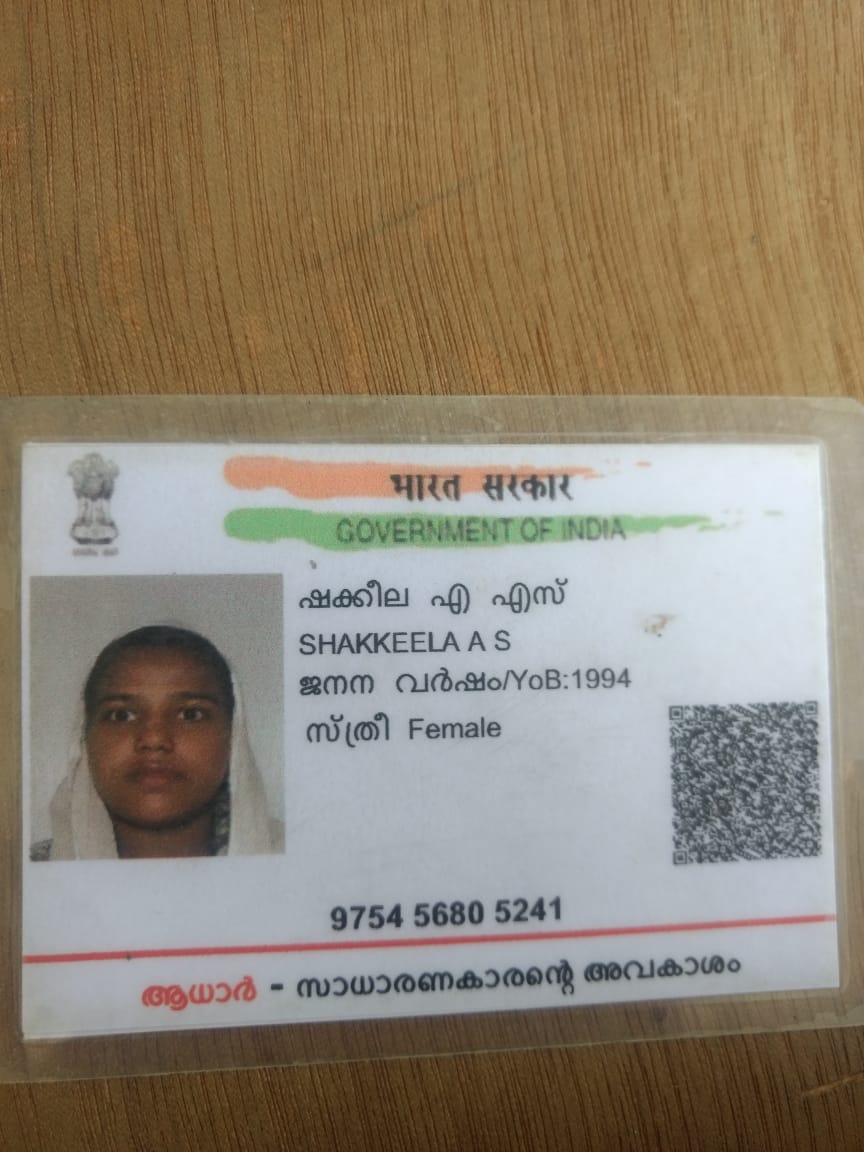 भारत सरकार
GOVERNMENT OF INDIA
ഷക്കീല എ എസ്
SHAKKEELA A S
ജനന വർഷം/YoB:1994
സ്ത്രീ Female
9754 5680 5241
ആധാർ - സാധാരണകാരന്റെ അവകാശം